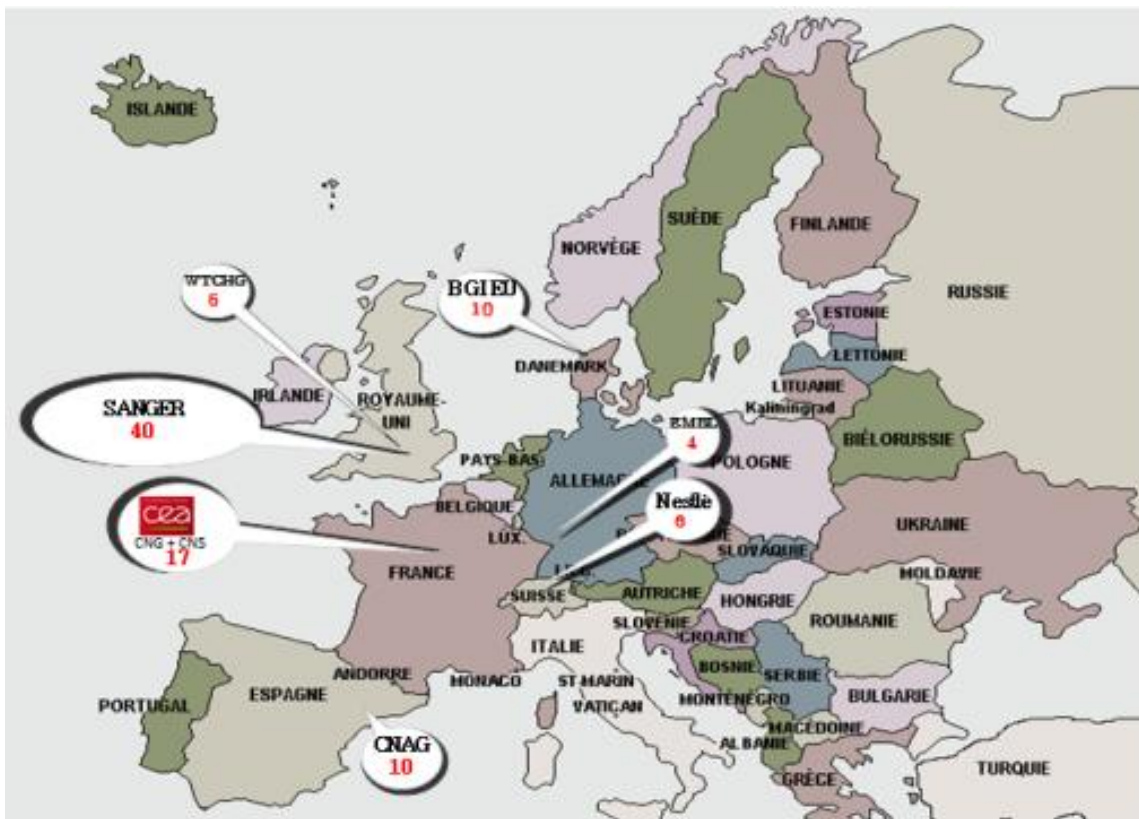 ISLANDE
SUÈDE
FINLANDE
NORVÈGE
WTCHG
6
BGI EU
10
RUSSIE
ESTONIE
LETTONIE
DANEMARK
LITUANIE
Kaliningrad
IRLANDE
ROYAUME-
UNI
SANGER
40
EMBL
4
BIÉLORUSSIE
PAYS-BAS
POLOGNE
ALLEMAGNE
Nestlè
6
BELGIQUE
cea
CNG + CNS
17
LUX.
UKRAINE
SLOVAQUIE
FRANCE
MOLDAVIE
SUISSE
AUTRICHE
HONGRIE
ROUMANIE
SLOVÉNIE
CROATIE
ITALIE
BOSNIE
SERBIE
ANDORRE
MONACO
ST-MARIN
VATICAN
MONTÉNÉGRO
BULGARIE
ESPAGNE
PORTUGAL
MACÉDOINE
ALBANIE
CNAG
10
GRÈCE
TURQUIE